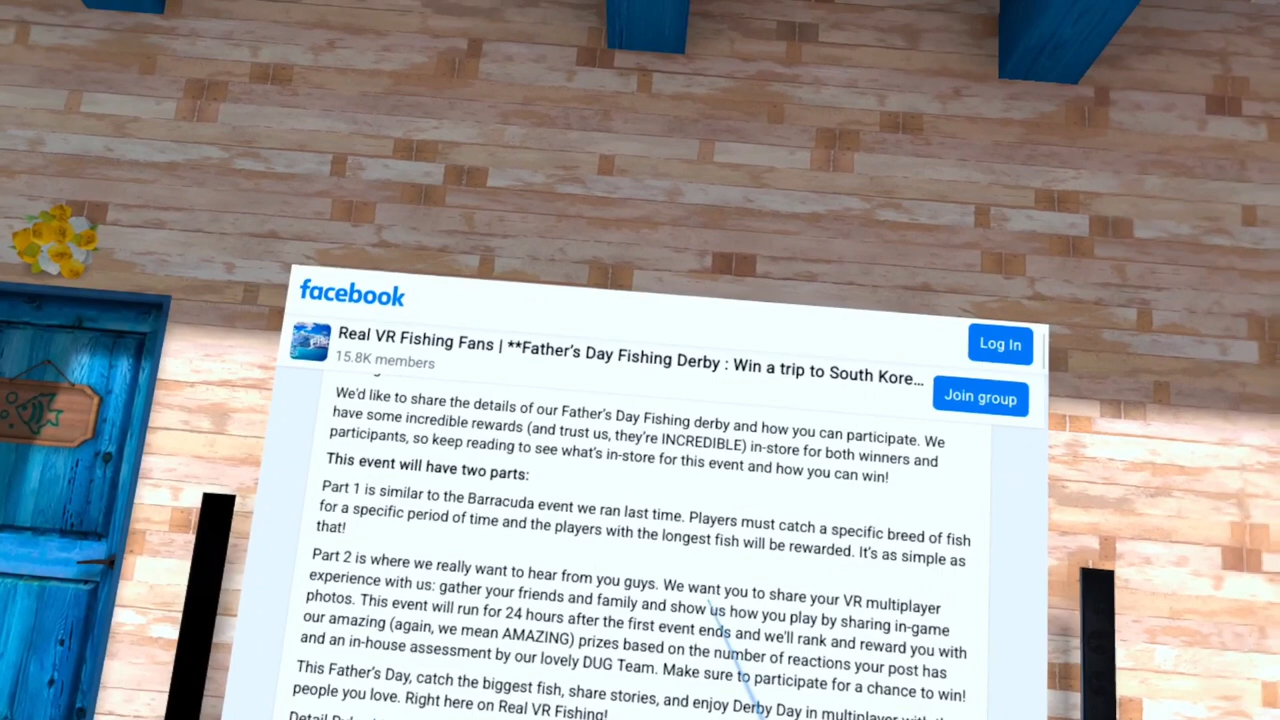 facebook
Log In
Real VR Fishing Fans | **Father's Day Fishing Derby : Win a trip to South Kore...
15.8K members
Join group
We'd like to share the details of our Father's Day Fishing derby and how you can participate. We
have some incredible rewards (and trust us, they're INCREDIBLE) in-store for both winners and
participants, so keep reading to see what's in-store for this event and how you can win!
This event will have two parts:
Part 1 is similar to the Barracuda event we ran last time. Players must catch a specific breed of fish
for a specific period of time and the players with the longest fish will be rewarded. It's as simple as
that!
Part 2 is where we really want to hear from you guys. We want you to share your VR multiplayer
experience with us: gather your friends and family and show us how you play by sharing in-game
photos. This event will run for 24 hours after the first event ends and we'll rank and reward you with
our amazing (again, we mean AMAZING) prizes based on the number of reactions your post has
and an in-house assessment by our lovely DUG Team. Make sure to participate for a chance to win!
This Father's Day, catch the biggest fish, share stories, and enjoy Derby Day in multiplayer with
people you love. Right here on Real VR Fishing!